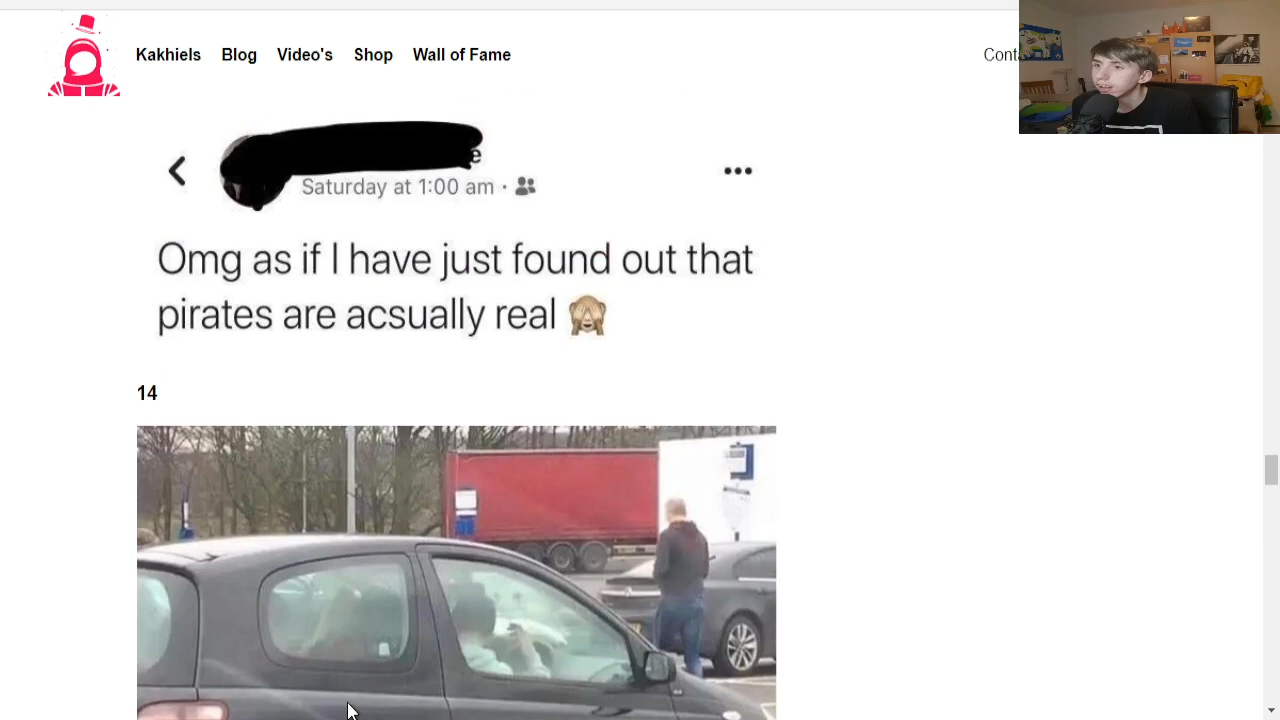 Kakhiels Blog Video's Shop Wall of Fame
e
Saturday at 1:00 am ·
Omg as if I have just found out that
pirates are acsually real
14